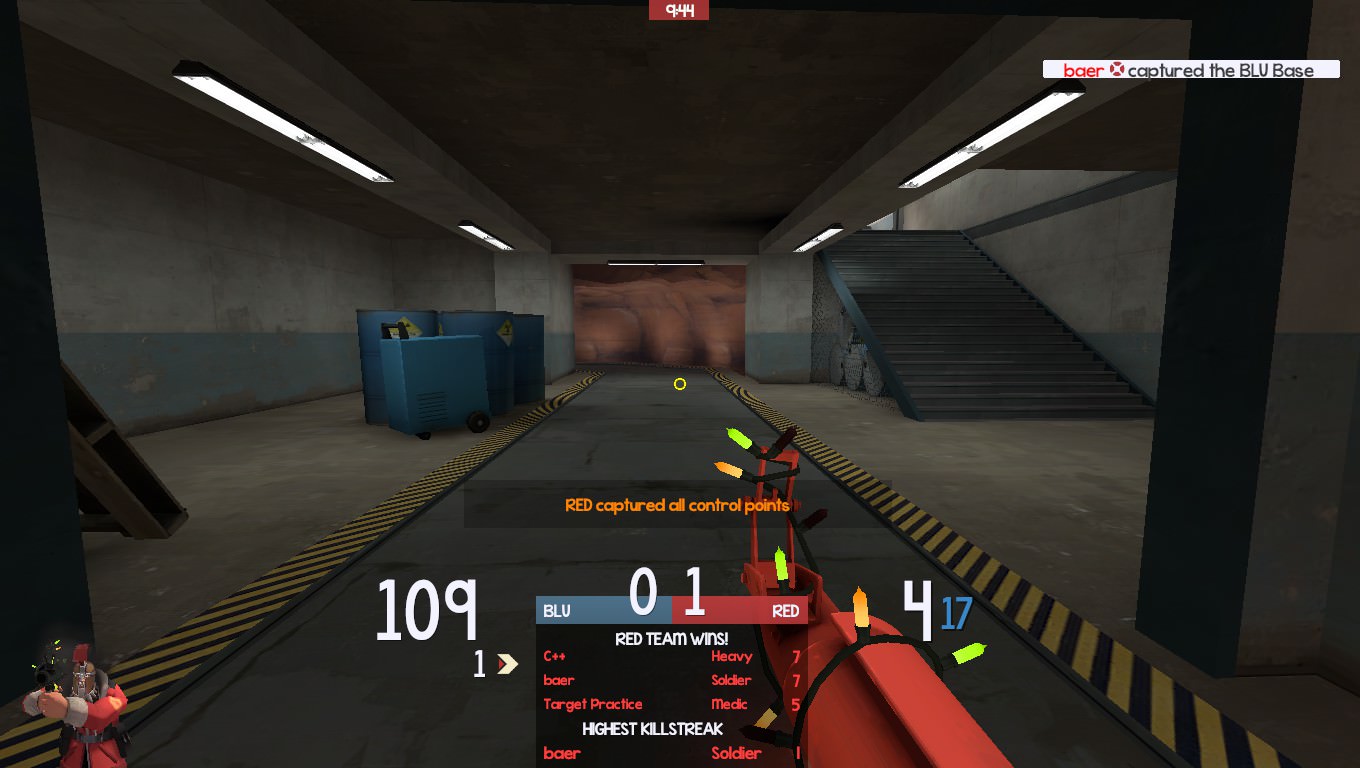 9:44
baer captured the BLU Base
RED captured all control points
109
0 1
4 17
BLU RED
RED TEAM WINS!
1
C++ Heavy 7
baer Soldier 7
Target Practice Medic 5
HIGHEST KILLSTREAK
baer Soldier 1